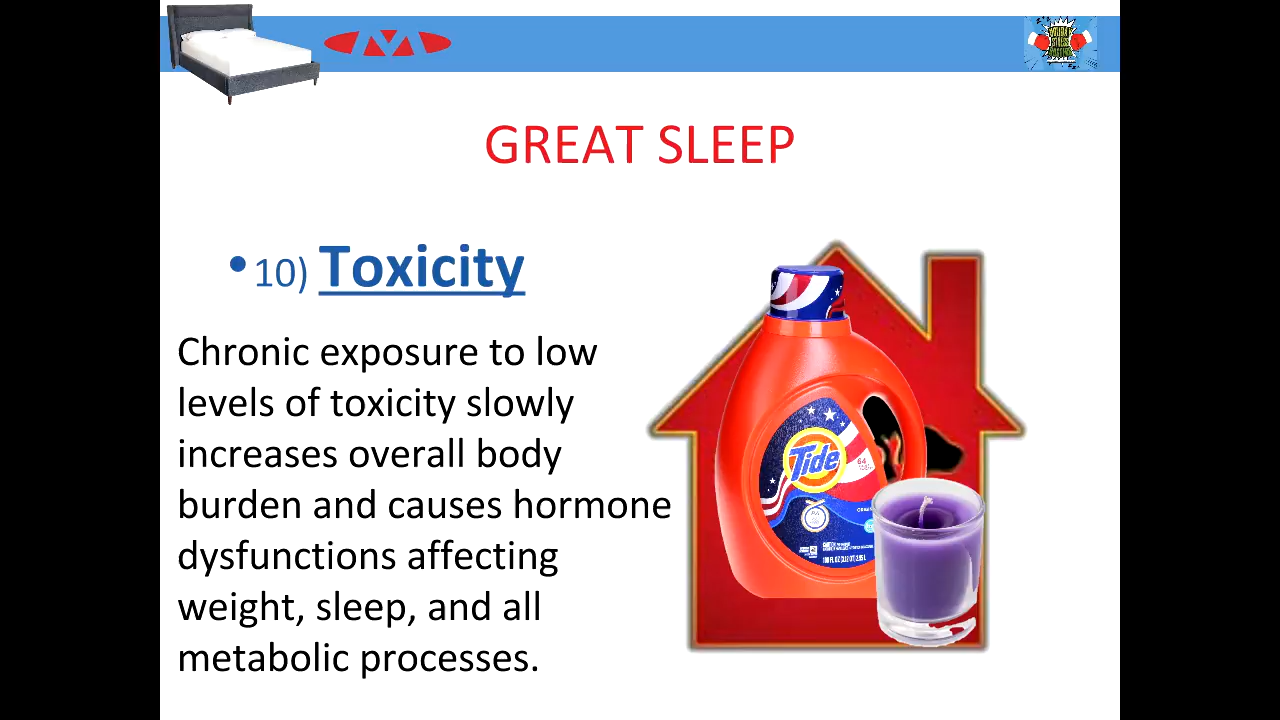 GREAT SLEEP
• 10) Toxicity
Chronic exposure to low
levels of toxicity slowly
increases overall body
burden and causes hormone
dysfunctions affecting
weight, sleep, and all
metabolic processes.
Tide
64